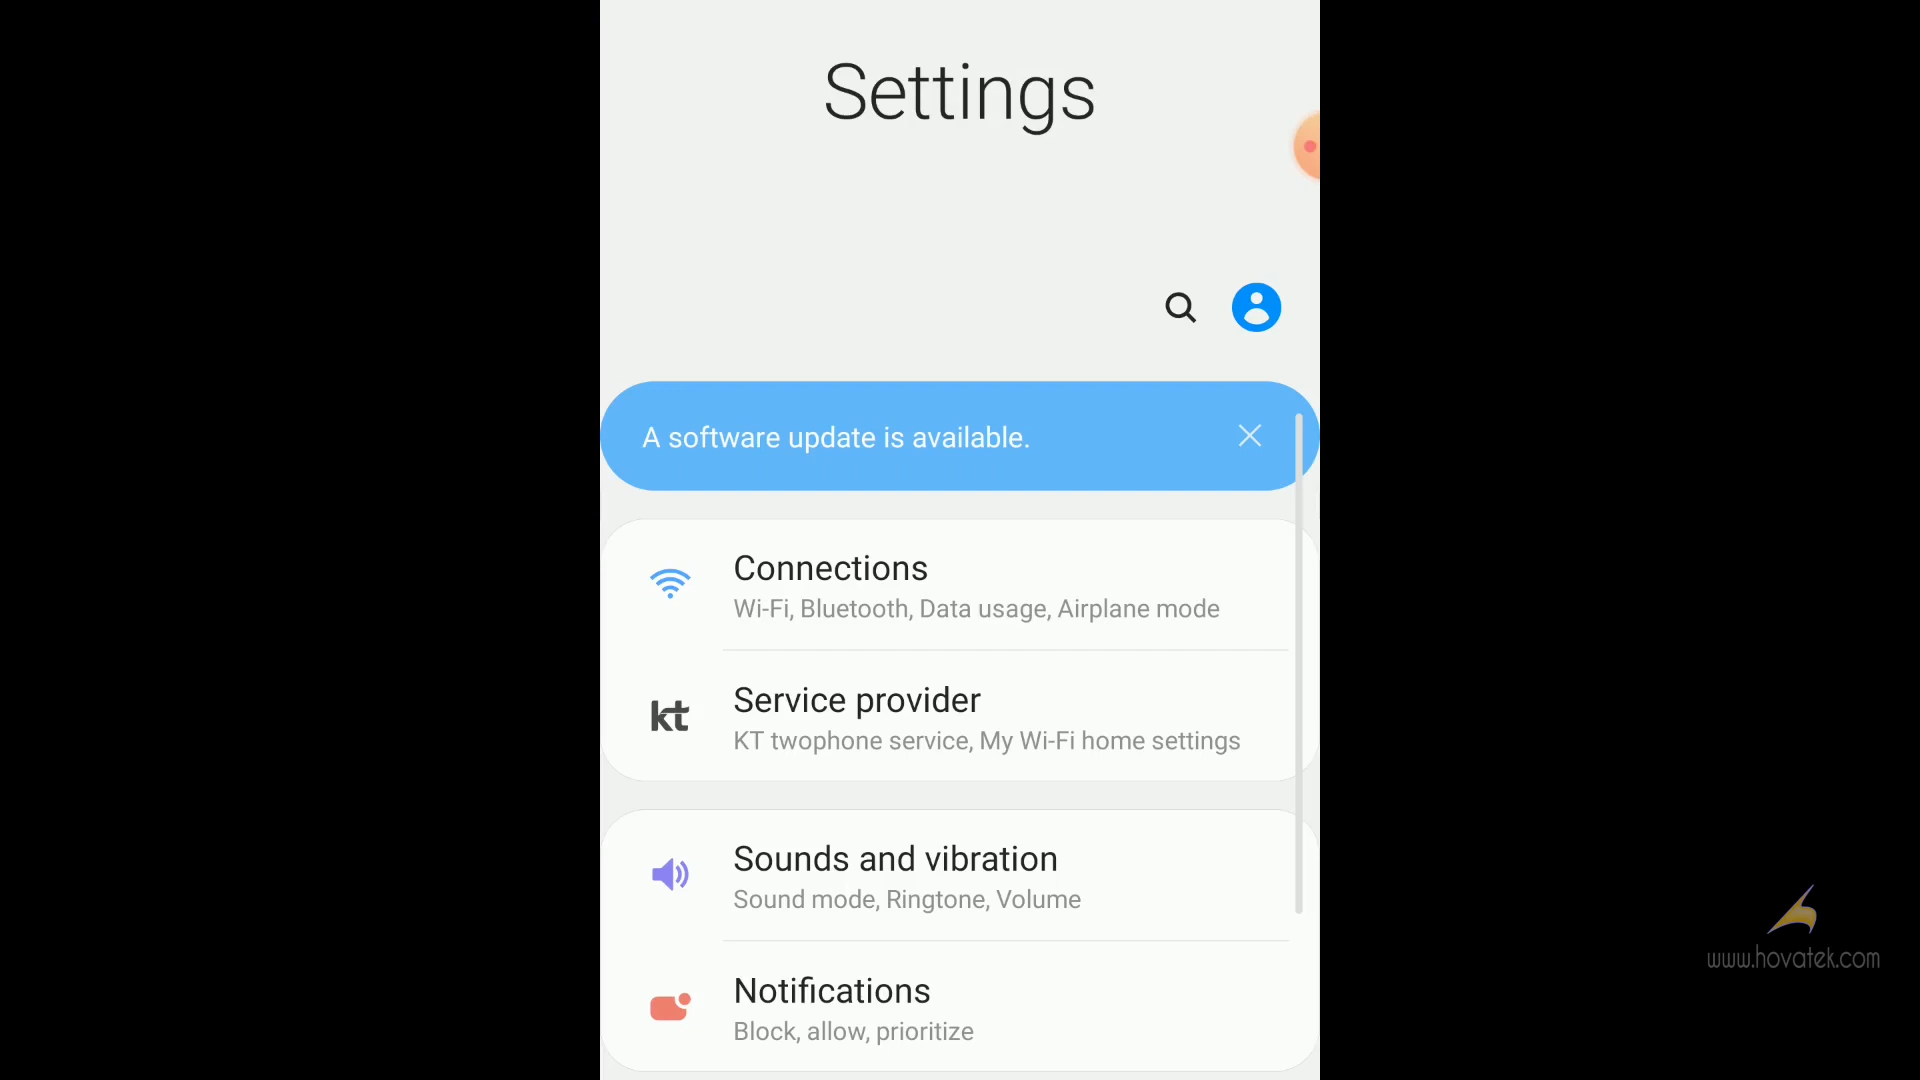 Settings
A software update is available.
Connections
Wi-Fi, Bluetooth, Data usage, Airplane mode
kt
Service provider
KT twophone service, My Wi-Fi home settings
Sounds and vibration
Sound mode, Ringtone, Volume
Notifications
Block, allow, prioritize
www.hovatek.com